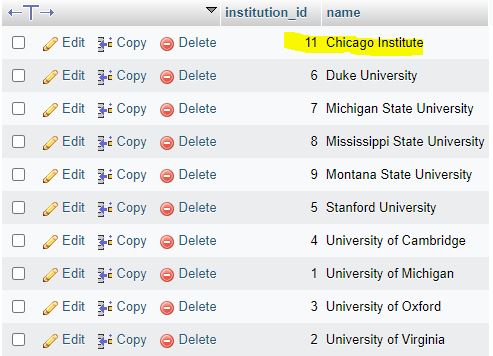 institution_id name
Edit Copy Delete 11 Chicago Institute
Edit Copy Delete 6 Duke University
Edit Copy Delete 7 Michigan State University
Edit Copy Delete 8 Mississippi State University
Edit Copy Delete 9 Montana State University
Edit Copy Delete 5 Stanford University
Edit Copy Delete 4 University of Cambridge
Edit Copy Delete 1 University of Michigan
Edit Copy Delete 3 University of Oxford
Edit Copy Delete 2 University of Virginia